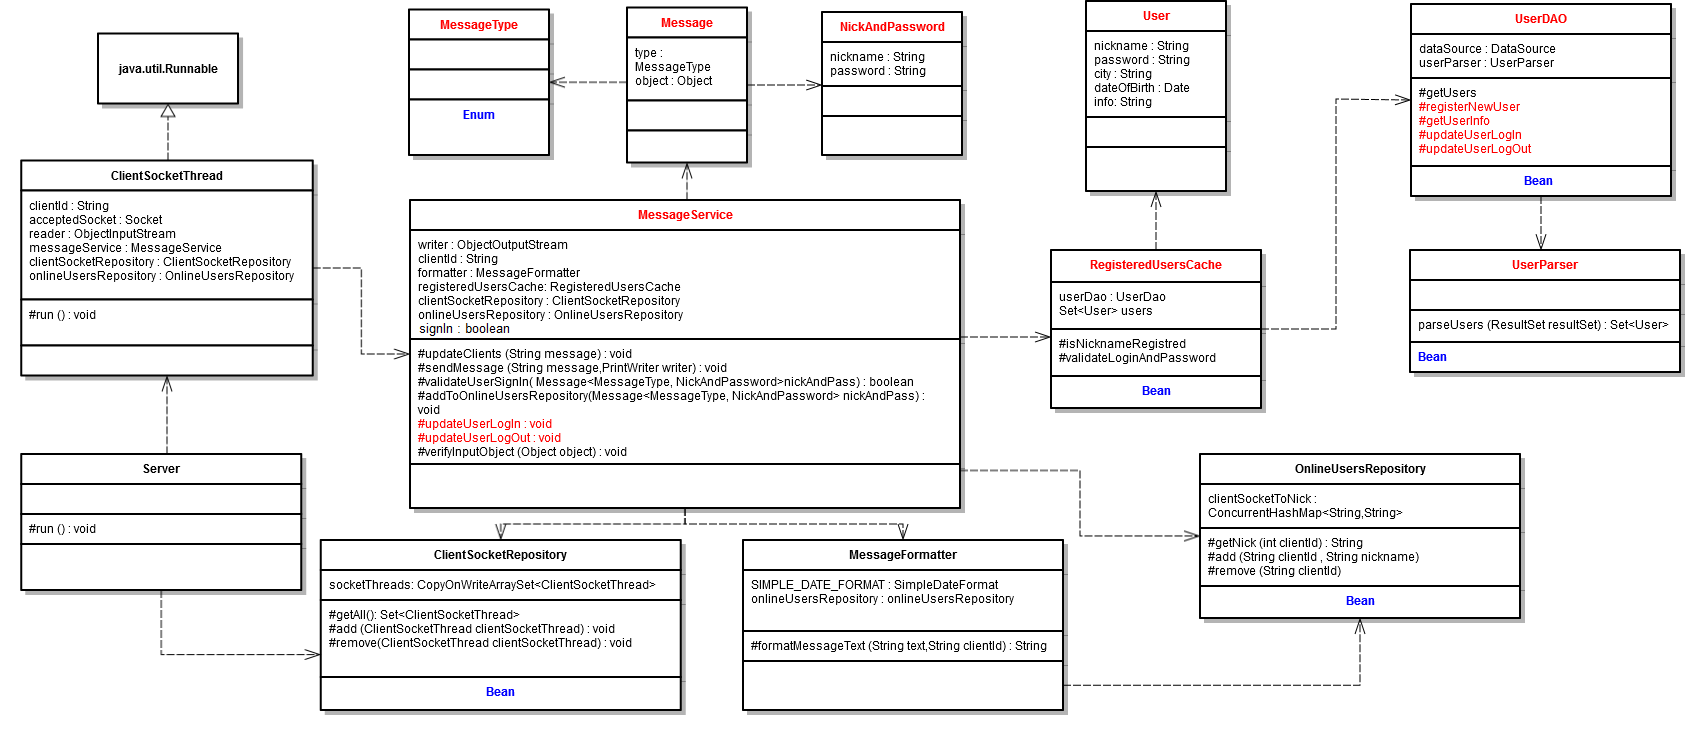 java.util.Runnable
ClientSocketThread
clientId : String
acceptedSocket : Socket
reader : ObjectInputStream
messageService : MessageService
clientSocketRepository : ClientSocketRepository
onlineUsersRepository : OnlineUsersRepository
#run () : void
Server
#run () : void
MessageType
Enum
Message
type :
MessageType
object : Object
NickAndPassword
nickname : String
password : String
MessageService
writer : ObjectOutputStream
clientId : String
formatter : MessageFormatter
registeredUsersCache: RegisteredUsersCache
clientSocketRepository : ClientSocketRepository
onlineUsersRepository : OnlineUsersRepository
signIn : boolean
#updateClients (String message) : void
#sendMessage (String message,PrintWriter writer) : void
#validateUserSignIn( Message<MessageType, NickAndPassword>nickAndPass) : boolean
#addToOnlineUsersRepository(Message<MessageType, NickAndPassword> nickAndPass) :
void
#updateUserLogIn : void
#updateUserLogOut : void
#verifyInputObject (Object object) : void
ClientSocketRepository
socketThreads: CopyOnWriteArraySet<ClientSocketThread>
#getAll(): Set<ClientSocketThread>
#add (ClientSocketThread clientSocketThread) : void
#remove(ClientSocketThread clientSocketThread) : void
Bean
MessageFormatter
SIMPLE_DATE_FORMAT : SimpleDateFormat
onlineUsersRepository : onlineUsersRepository
#formatMessageText (String text,String clientId) : String
User
nickname : String
password : String
city : String
dateOfBirth : Date
info: String
RegisteredUsersCache
userDao : UserDao
Set<User> users
#isNicknameRegistred
#validateLoginAndPassword
Bean
UserDAO
dataSource : DataSource
userParser : UserParser
#getUsers
#registerNewUser
#getUserInfo
#updateUserLogIn
#updateUserLogOut
Bean
UserParser
parseUsers (ResultSet resultSet) : Set<User>
Bean
OnlineUsersRepository
clientSocketToNick :
ConcurrentHashMap<String,String>
#getNick (int clientId) : String
#add (String clientId , String nickname)
#remove (String clientId)
Bean